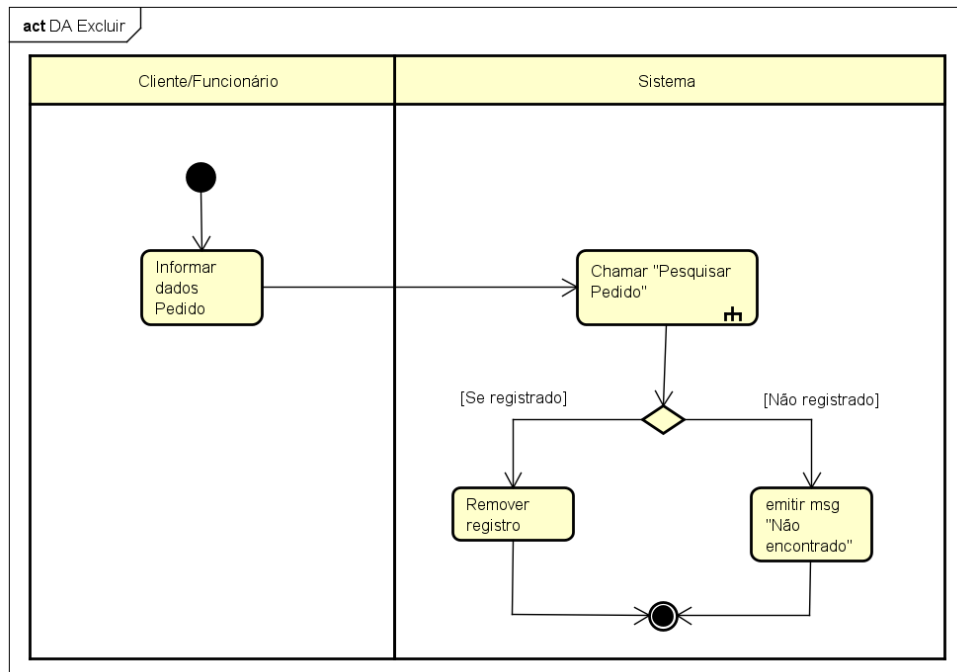 act DA Excluir
Cliente/Funcionário
Sistema
Informar
dados
Pedido
Chamar "Pesquisar
Pedido"
[Se registrado]
[Não registrado]
Remover
registro
emitir msg
"Não
encontrado"